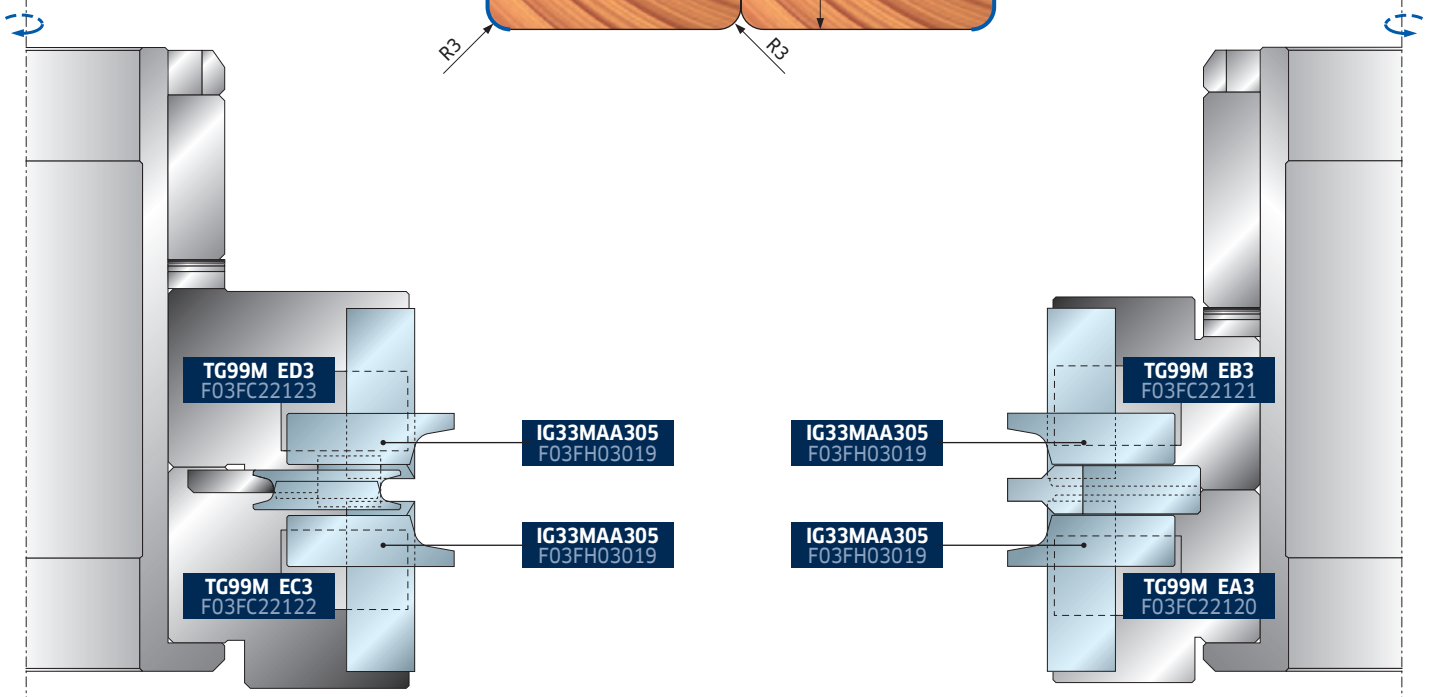 R3
R3
TG99M ED3
F03FC22123
TG99M EB3
F03FC22121
IG33MAA305
F03FH03019
IG33MAA305
F03FH03019
IG33MAA305
F03FH03019
IG33MAA305
F03FH03019
TG99M EC3
F03FC22122
TG99M EA3
F03FC22120